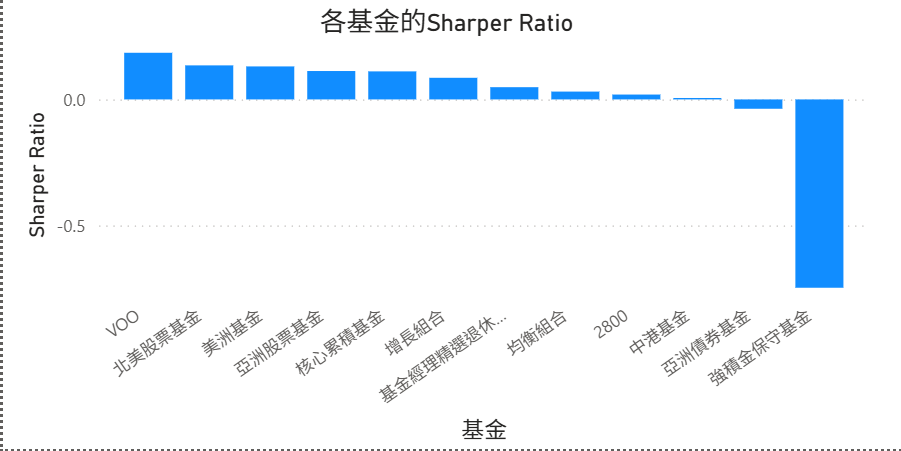 各基金的Sharper Ratio
Sharper Ratio
0.0
-0.5
VOO
北美股票基金
美洲基金
亞洲股票基金
核心累積基金
增長組合
基金經理精選退休...
均衡組合
2800
中港基金
亞洲債券基金
強積金保守基金
基金